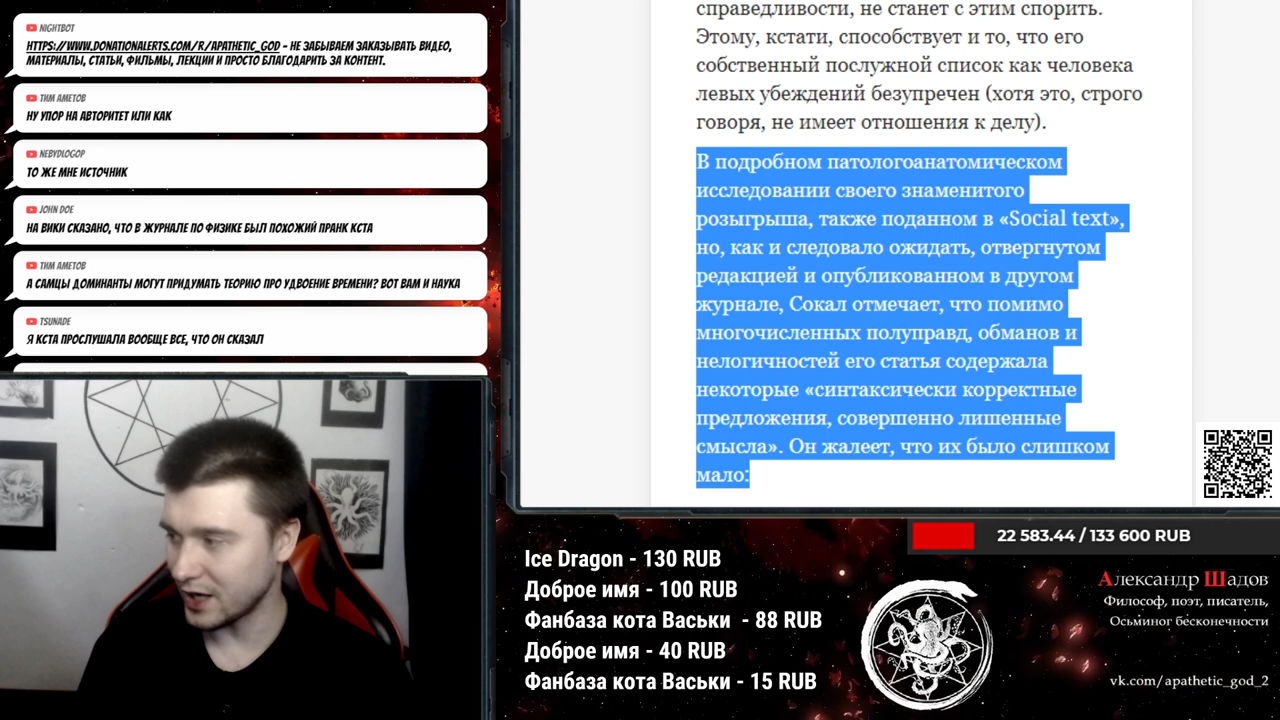 NIGHTBOT
HTTPS://WWW.DONATIONALERTS.COM/R/APATHETIC_GOD - НЕ ЗАБЫВАЕМ ЗАКАЗЫВАТЬ ВИДЕО,
МАТЕРИАЛЫ, СТАТЬИ, ФИЛЬМЫ, ЛЕКЦИИ И ПРОСТО БЛАГОДАРИТЬ ЗА КОНТЕНТ.
ТИМ АМЕТОВ
НУ УПОР НА АВТОРИТЕТ ИЛИ КАК
NEBYDLOGOP
ТО ЖЕ МНЕ ИСТОЧНИК
JOHN DOE
НА ВИКИ СКАЗАНО, ЧТО В ЖУРНАЛЕ ПО ФИЗИКЕ БЫЛ ПОХОЖИЙ ПРАНК КСТА
ТИМ АМЕТОВ
А САМЦЫ ДОМИНАНТЫ МОГУТ ПРИДУМАТЬ ТЕОРИЮ ПРО УДВОЕНИЕ ВРЕМЕНИ? ВОТ ВАМ И НАУКА
TSUNADE
Я КСТА ПРОСЛУШАЛА ВООБЩЕ ВСЕ, ЧТО ОН СКАЗАЛ
справедливости, не станет с этим спорить.
Этому, кстати, способствует и то, что его
собственный послужной список как человека
левых убеждений безупречен (хотя это, строго
говоря, не имеет отношения к делу).
В подробном патологоанатомическом
исследовании своего знаменитого
розыгрыша, также поданном в «Social text»,
но, как и следовало ожидать, отвергнутом
редакцией и опубликованном в другом
журнале, Сокал отмечает, что помимо
многочисленных полуправд, обманов и
нелогичностей его статья содержала
некоторые «синтаксически корректные
предложения, совершенно лишенные
смысла». Он жалеет, что их было слишком
мало:
22 583.44 / 133 600 RUB
Ice Dragon - 130 RUB
Доброе имя - 100 RUB
Фанбаза кота Васьки - 88 RUB
Доброе имя - 40 RUB
Фанбаза кота Васьки - 15 RUB
Александр Шадов
Философ, поэт, писатель,
Осьминог бесконечности
vk.com/apathetic_god_2